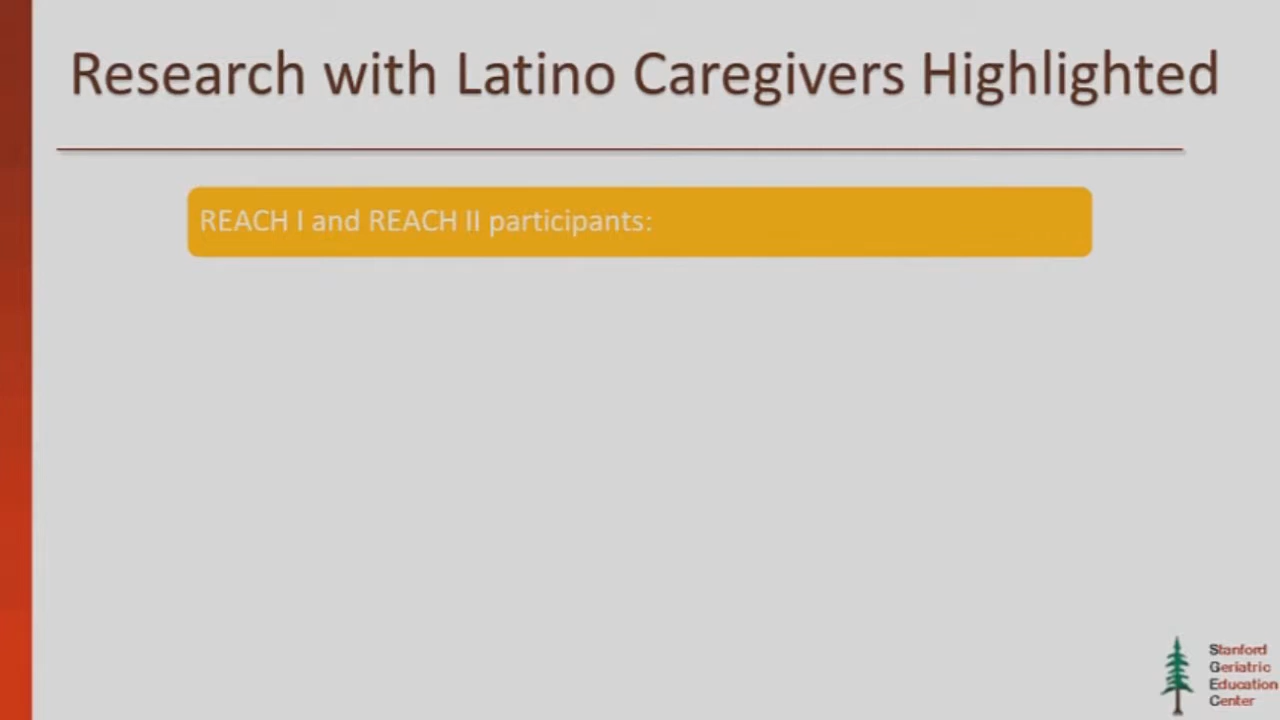 Research with Latino Caregivers Highlighted
REACH I and REACH II participants:
Stanford
Geriatric
Education
Center